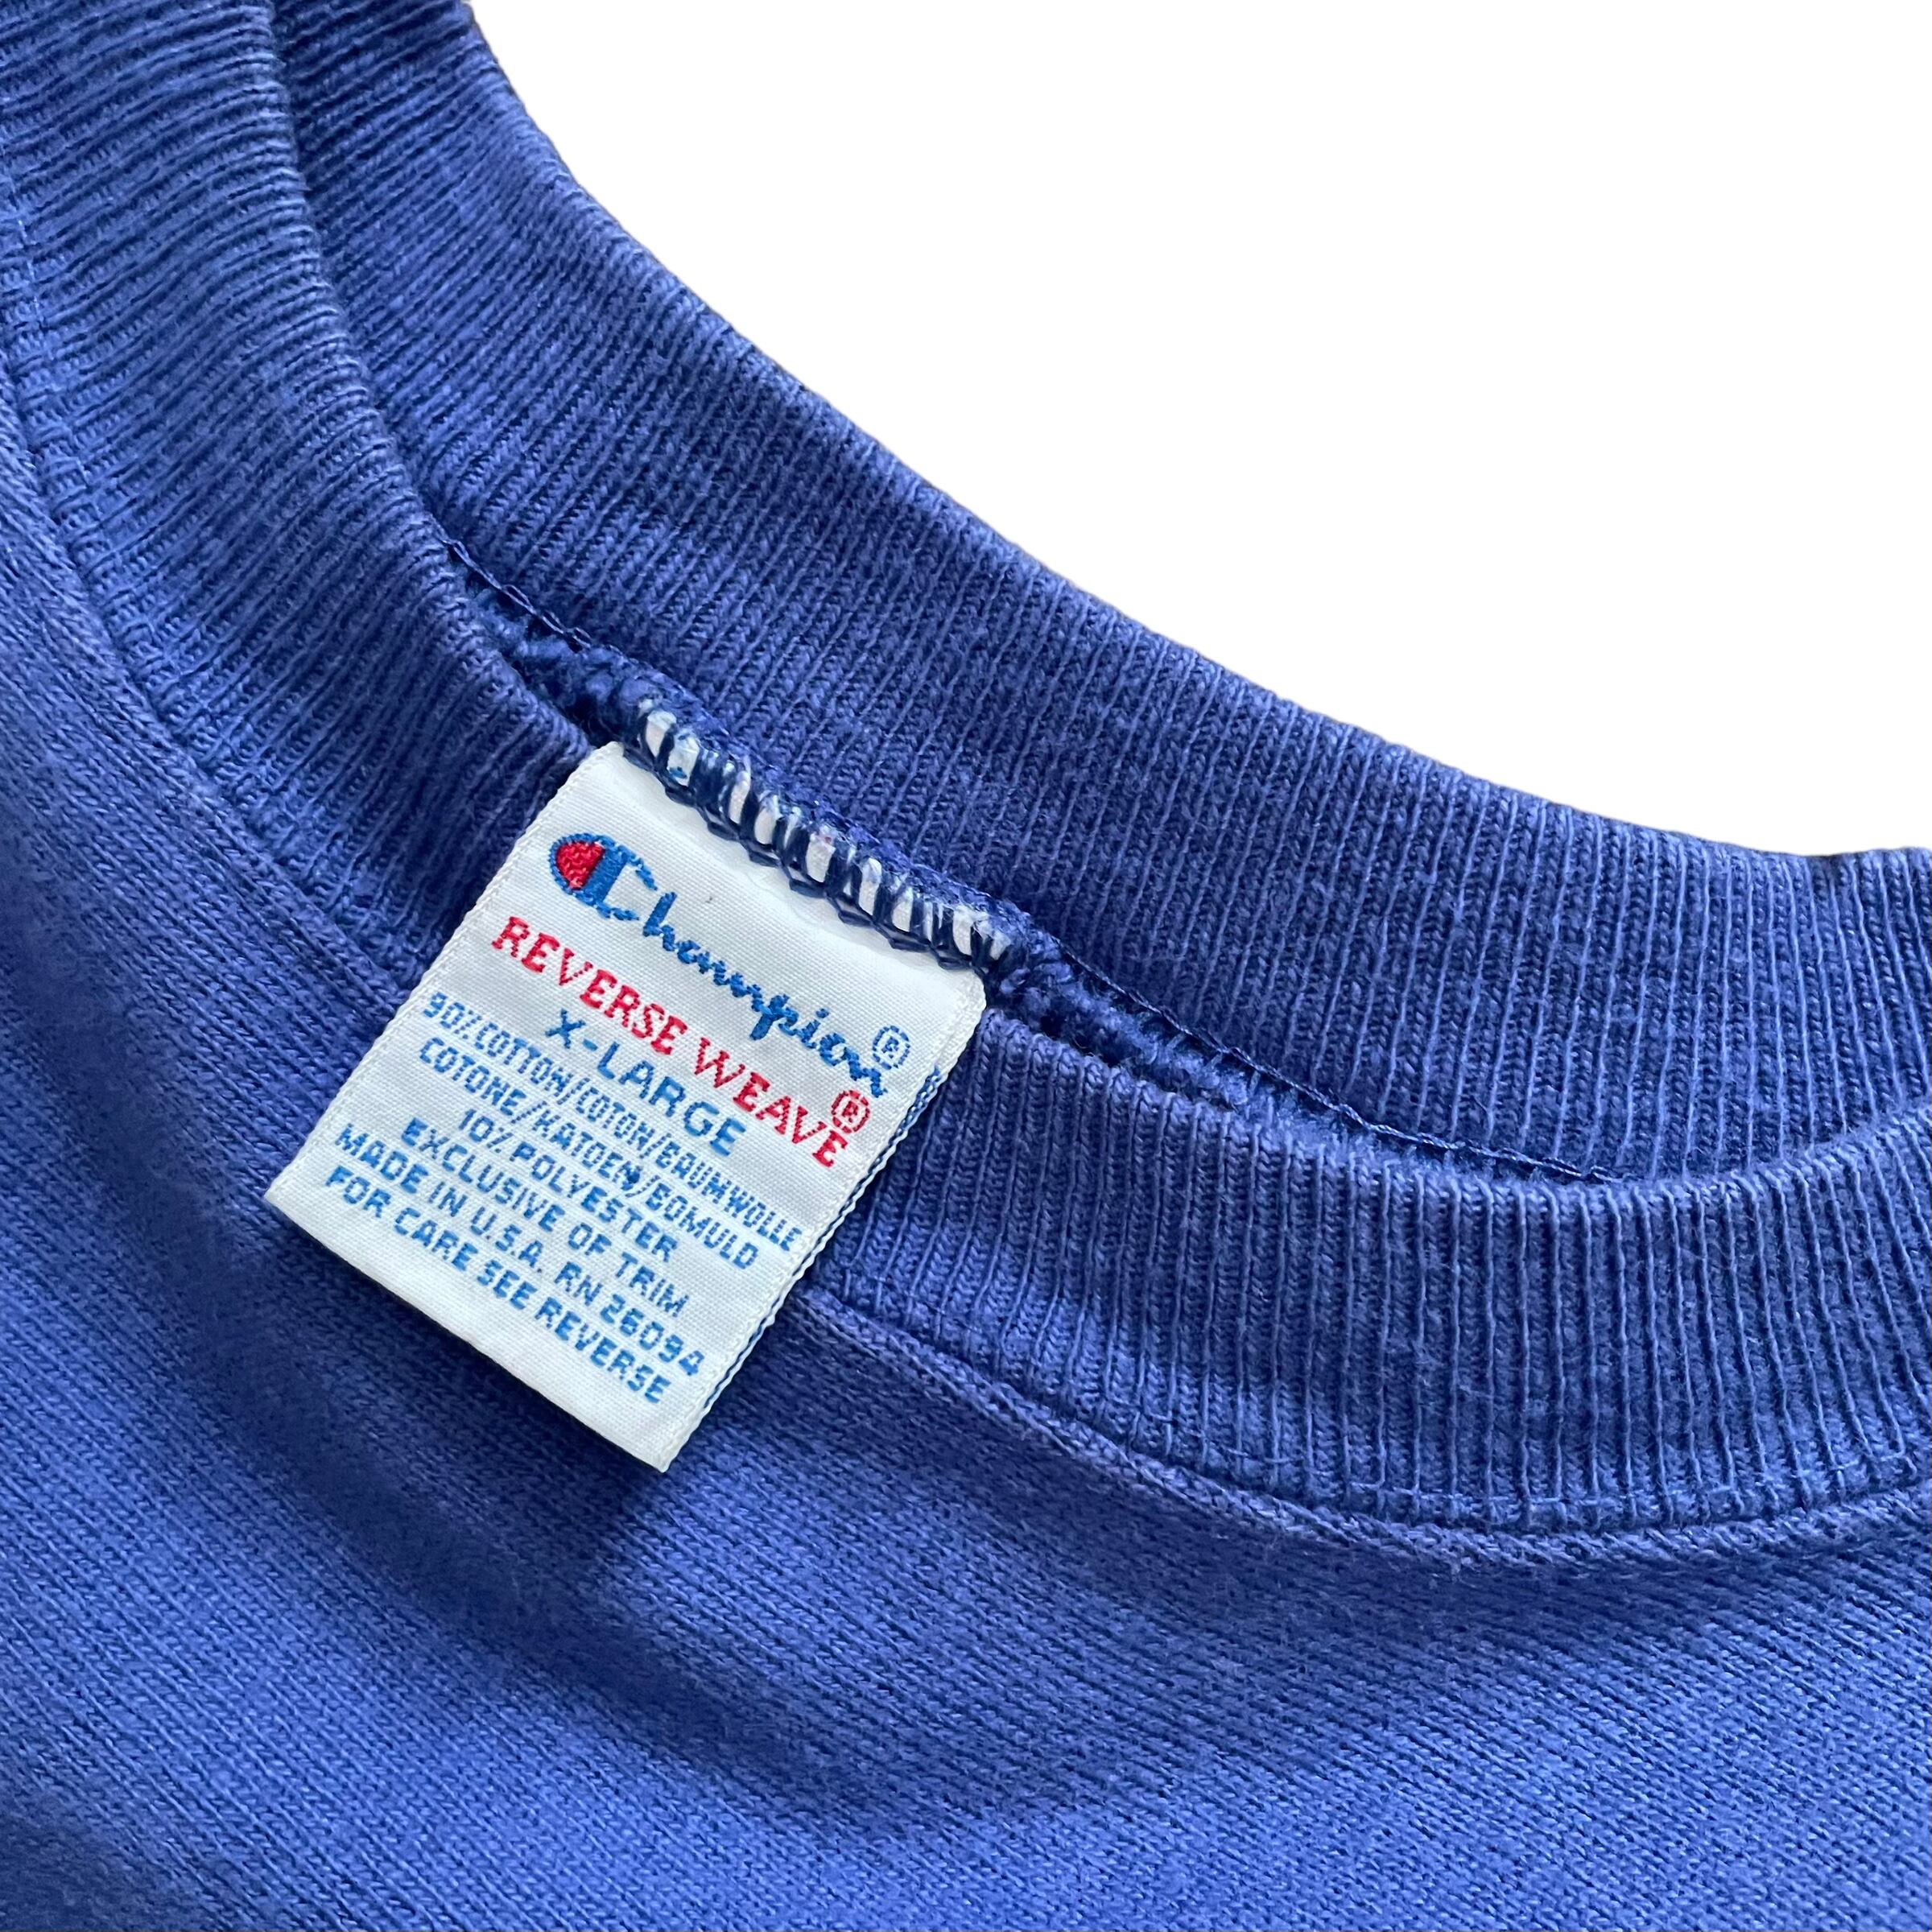 Champion®
REVERSE WEAVE®
X-LARGE
90%COTTON/COTON/BAUMWOLLE
COTONE/KATOEN/BOMULD
10%POLYESTER
EXCLUSIVE OF TRIM
MADE IN U.S.A. RN 26094
FOR CARE SEE REVERSE